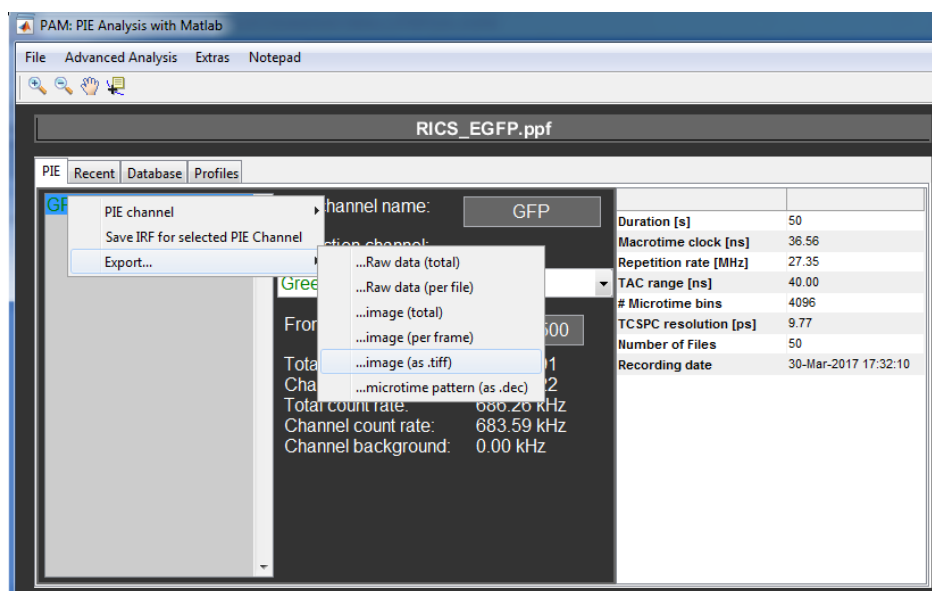 PAM: PIE Analysis with Matlab
File Advanced Analysis Extras Notepad
RICS_EGFP.ppf
PIE Recent Database Profiles
PIE channel
Save IRF for selected PIE Channel
Export...
...Raw data (total)
...Raw data (per file)
...image (total)
...image (per frame)
...image (as .tiff)
...microtime pattern (as .dec)
channel name: GFP
channel:
Total count rate: 686.26 kHz
Channel count rate: 683.59 kHz
Channel background: 0.00 kHz
Duration [s] 50
Macrotime clock [ns] 36.56
Repetition rate [MHz] 27.35
TAC range [ns] 40.00
# Microtime bins 4096
TCSPC resolution [ps] 9.77
Number of Files 50
Recording date 30-Mar-2017 17:32:10